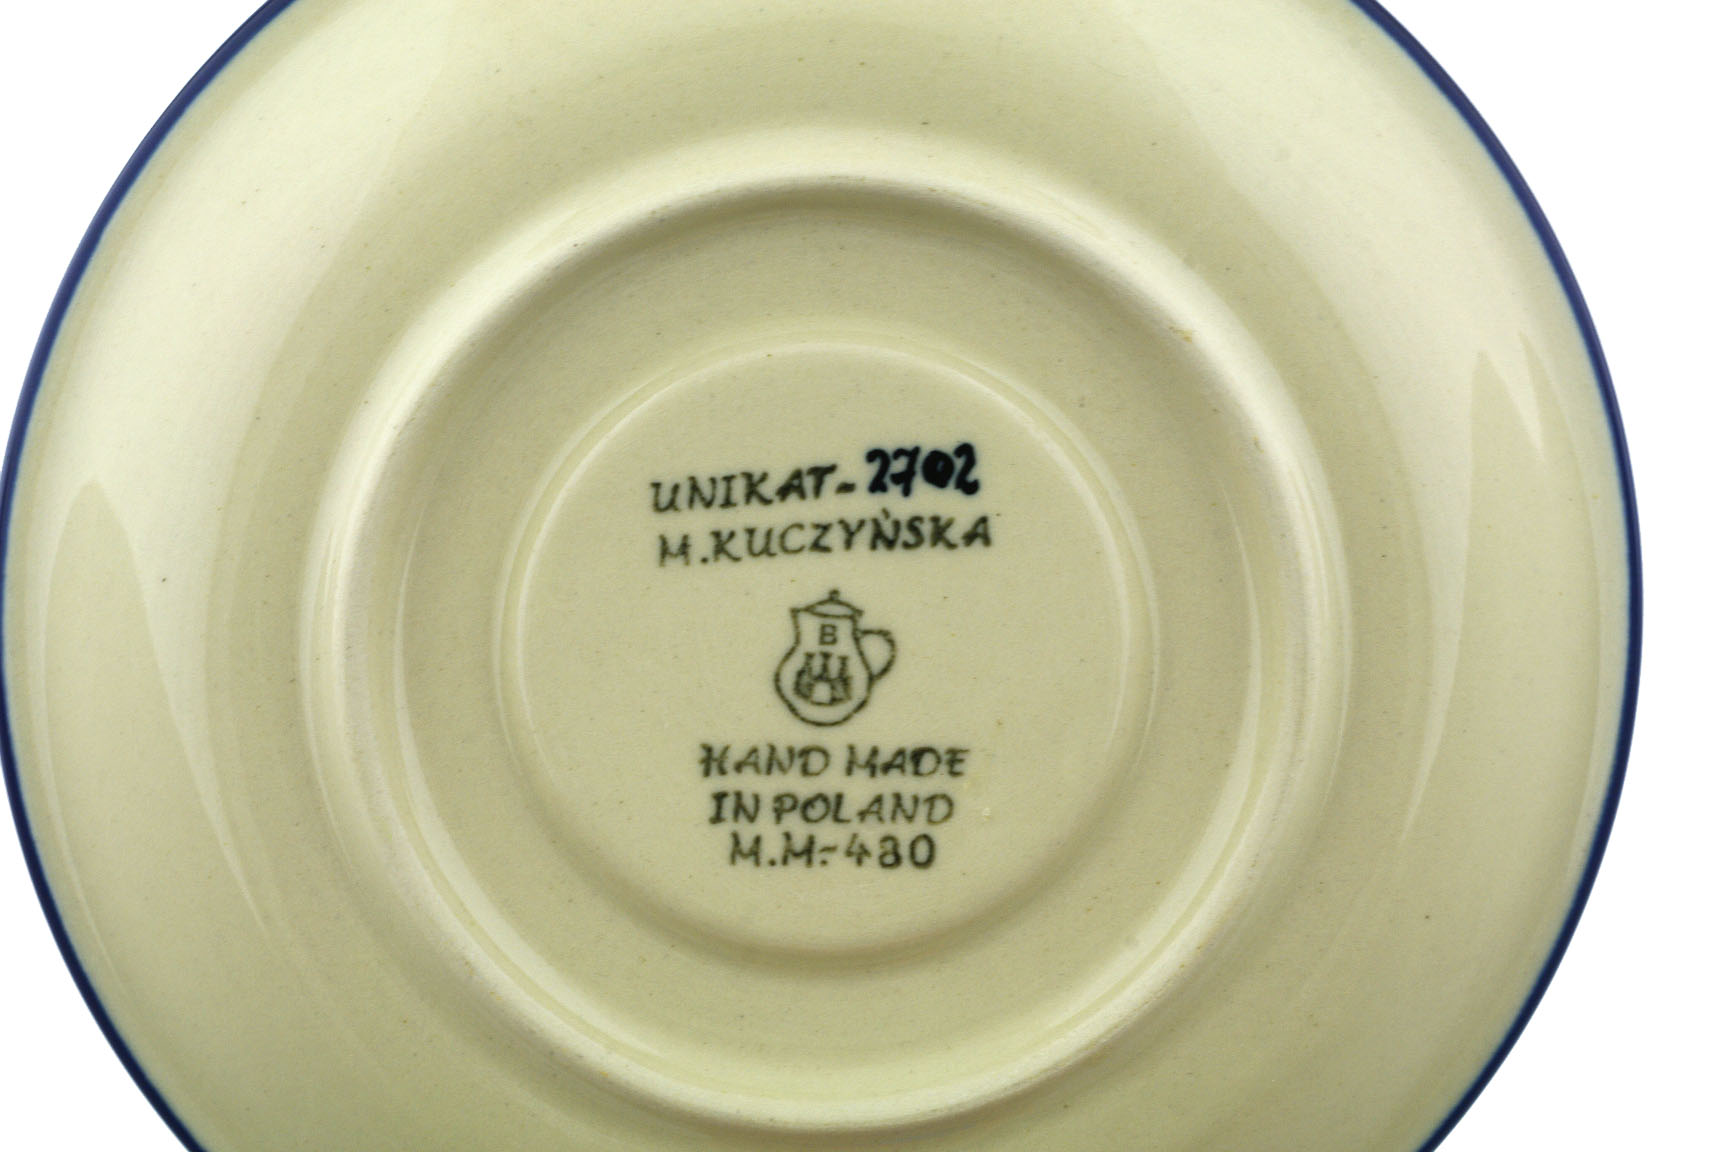 UNIKAT-2702
M.KUCZYŃSKA
B
HAND MADE
IN POLAND
M.M.-480